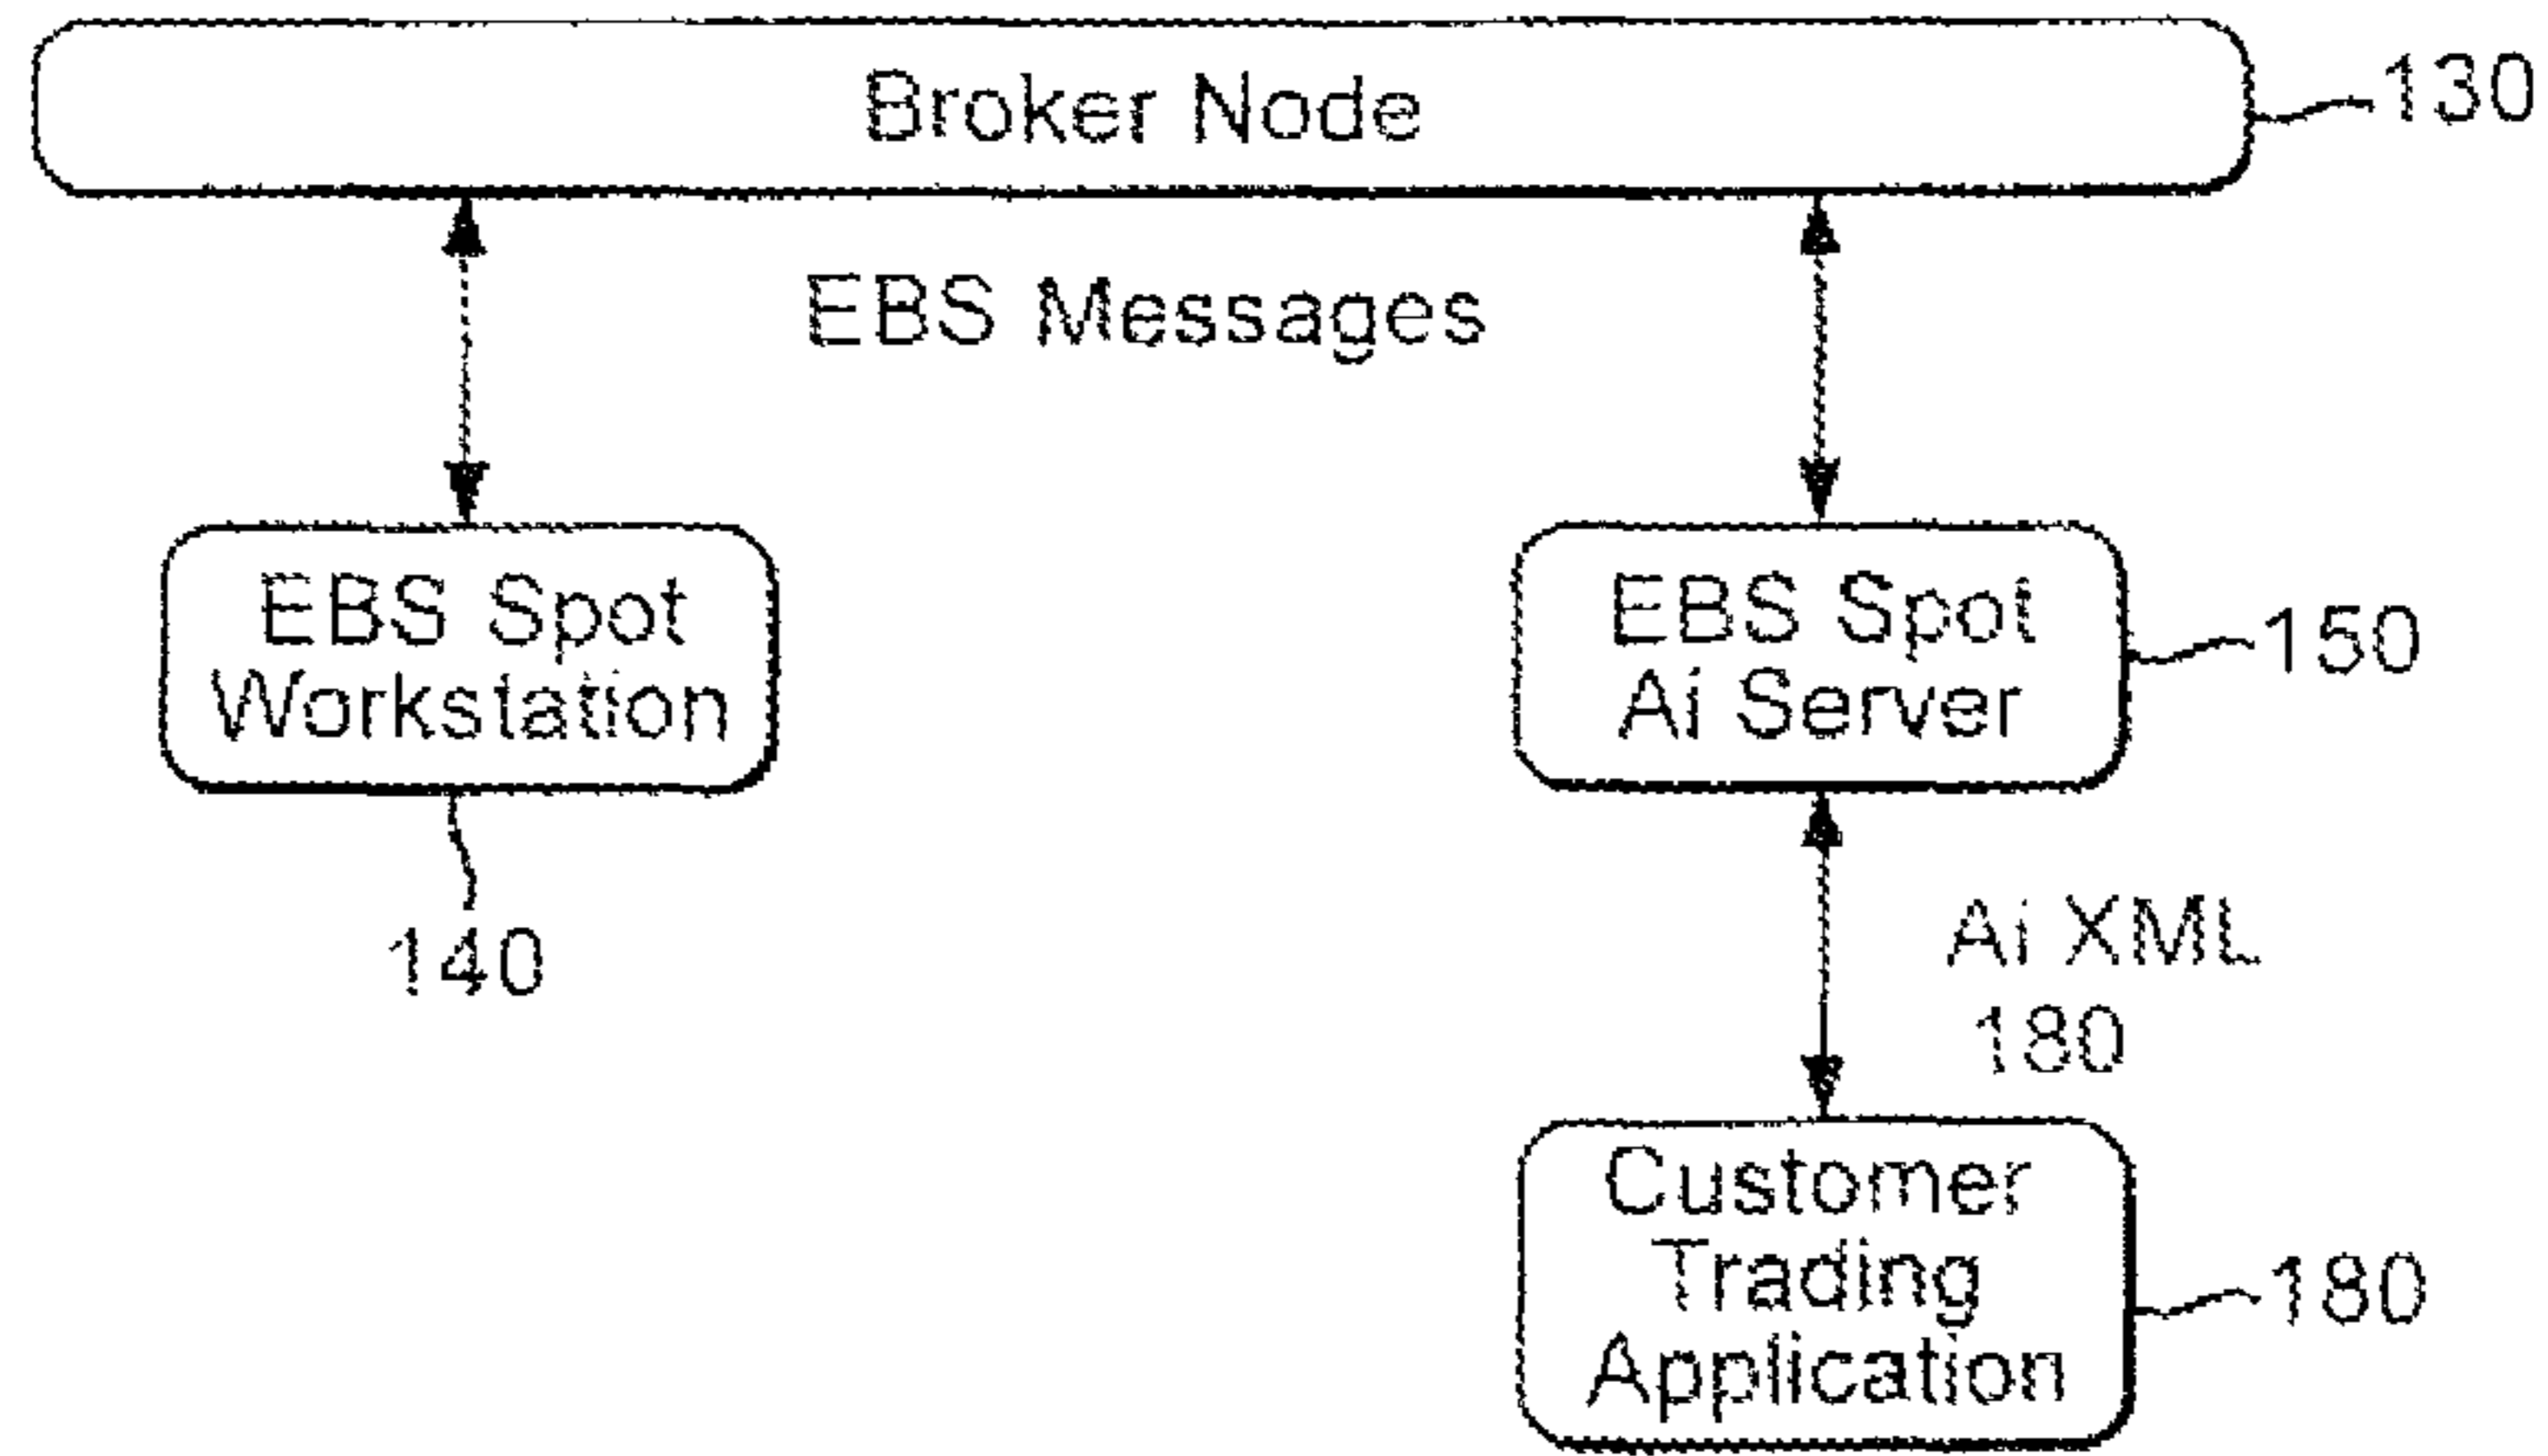 Broker Node
130
EBS Messages
EBS Spot
Workstation
140
EBS Spot
Ai Server
150
Ai XML
180
Customer
Trading
Application
180